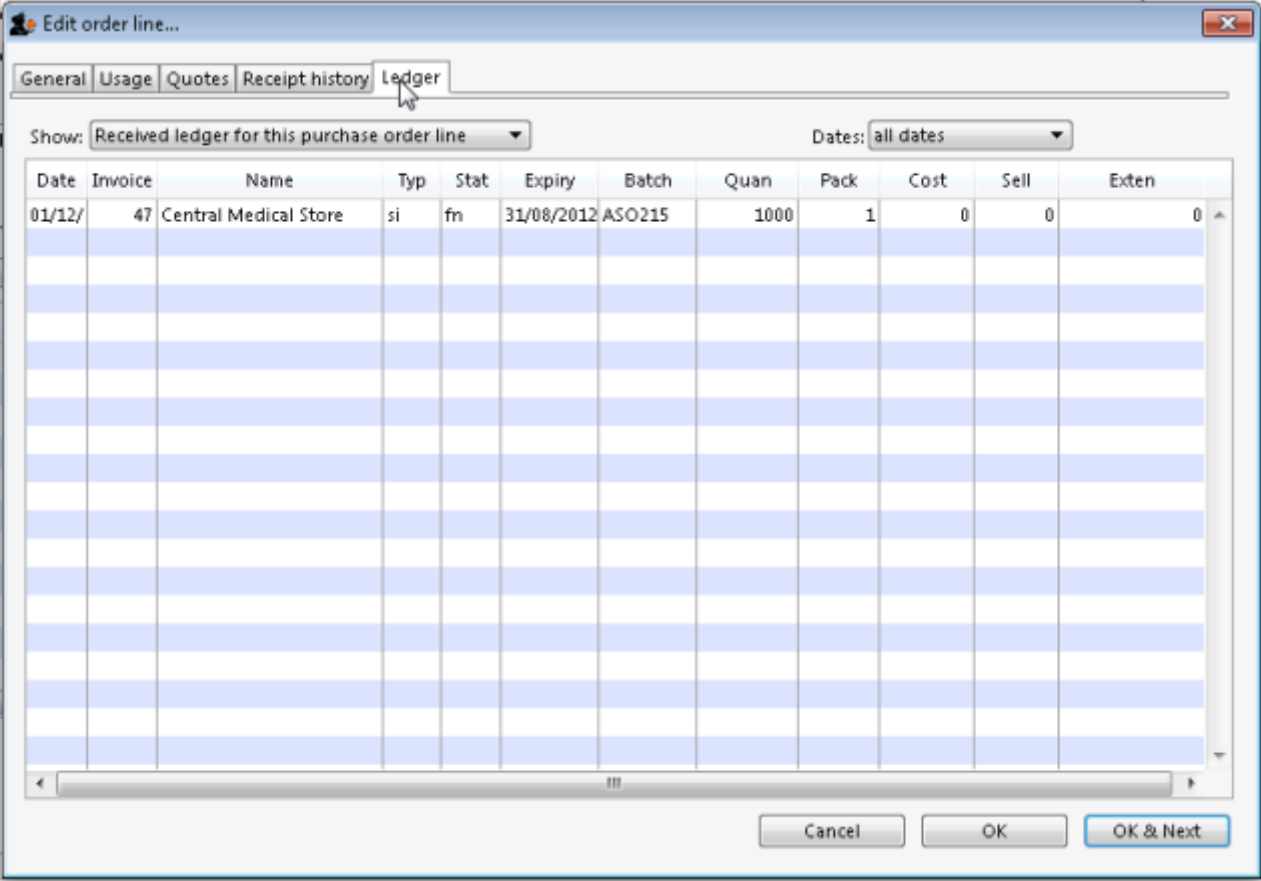 Edit order line...
General Usage Quotes Receipt history Ledger
Show: Received ledger for this purchase order line Dates: all dates
Date Invoice Name Typ Stat Expiry Batch Quan Pack Cost Sell Exten
01/12/ 47 Central Medical Store si fn 31/08/2012 ASO215 1000 1 0 0 0
Cancel OK OK & Next